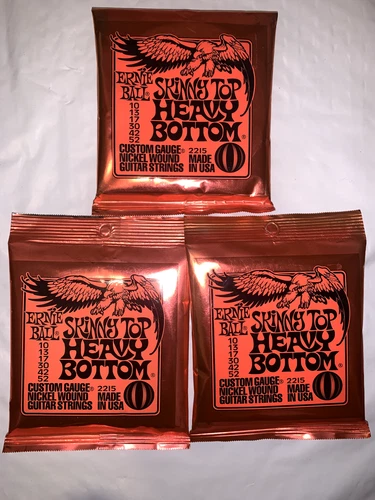 ERNIE BALL®
SKINNY TOP
HEAVY
BOTTOM®
10
13
17
30
42
52
CUSTOM GAUGE® 2215
NICKEL WOUND MADE
GUITAR STRINGS IN USA
ERNIE BALL®
SKINNY TOP
HEAVY
BOTTOM®
10
13
17
30
42
52
CUSTOM GAUGE® 2215
NICKEL WOUND MADE
GUITAR STRINGS IN USA
ERNIE BALL®
SKINNY TOP
HEAVY
BOTTOM®
10
13
17
30
42
52
CUSTOM GAUGE® 2215
NICKEL WOUND MADE
GUITAR STRINGS IN USA